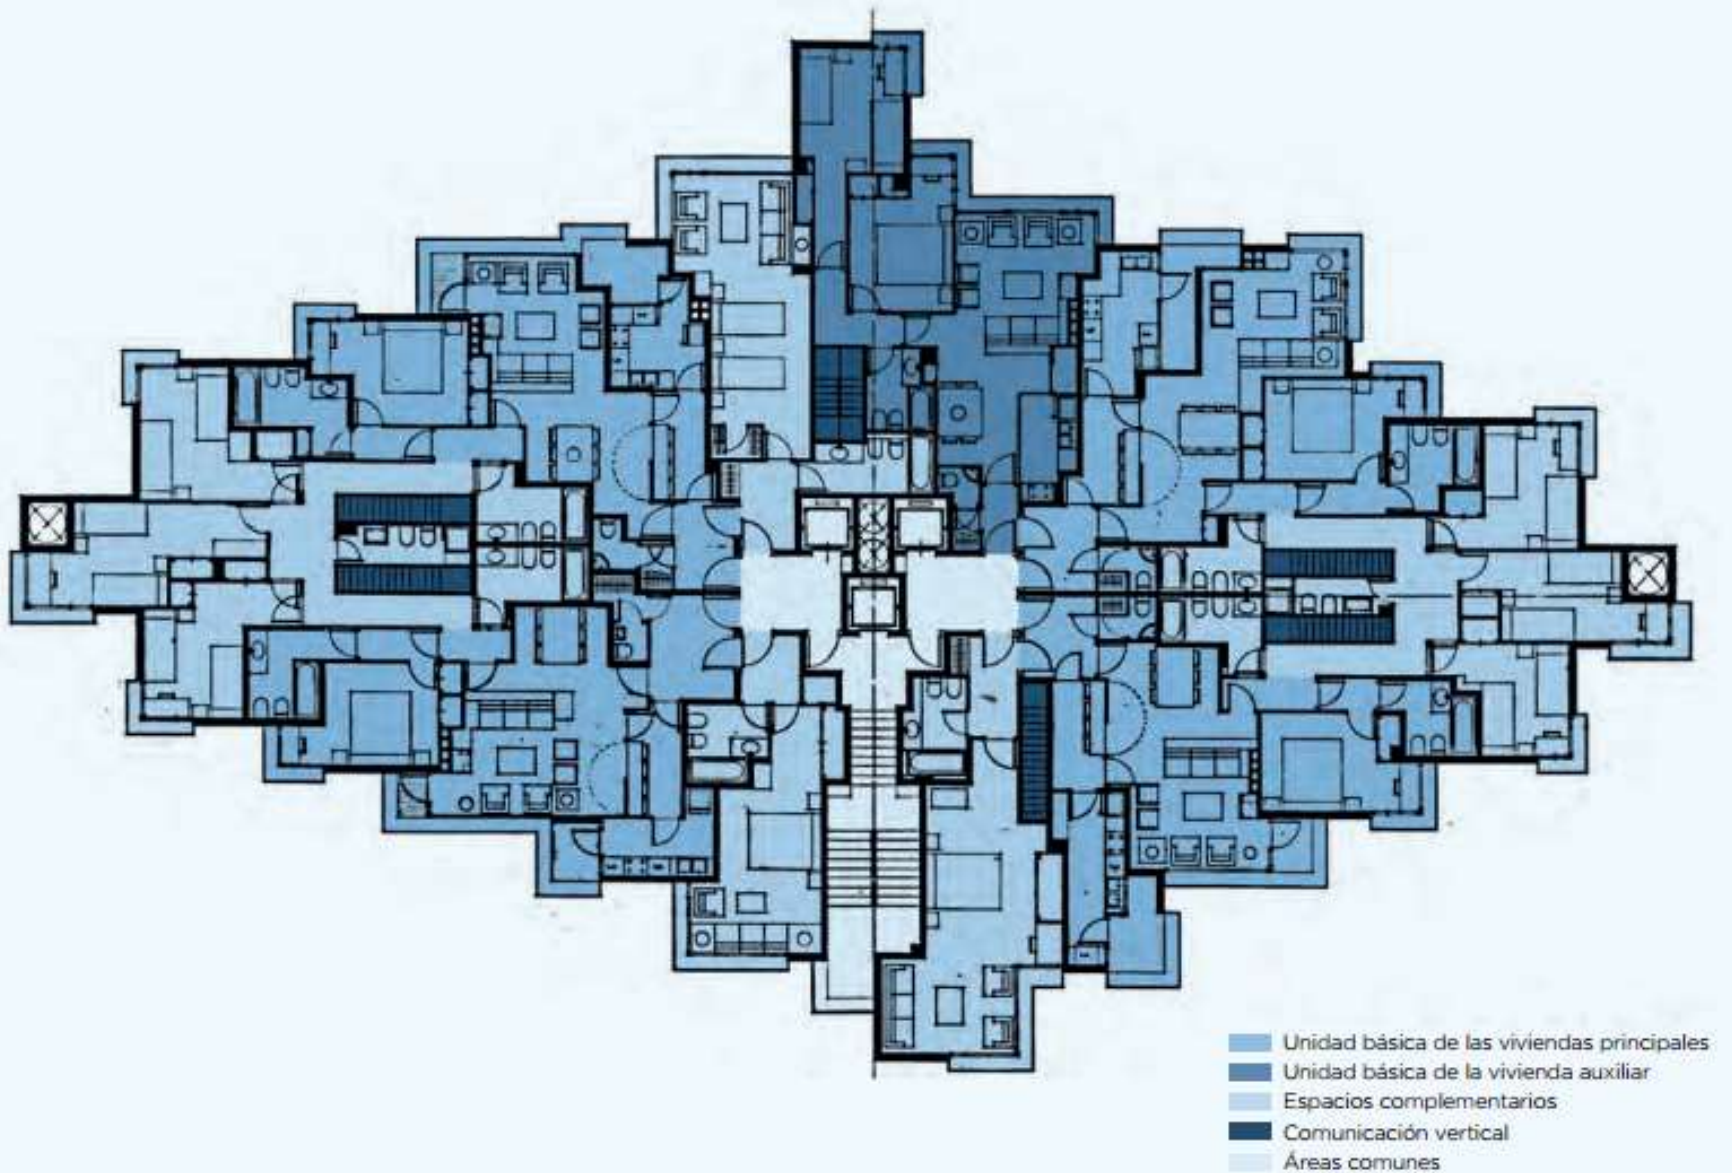 Unidad básica de las viviendas principales
Unidad básica de la vivienda auxiliar
Espacios complementarios
Comunicación vertical
Áreas comunes